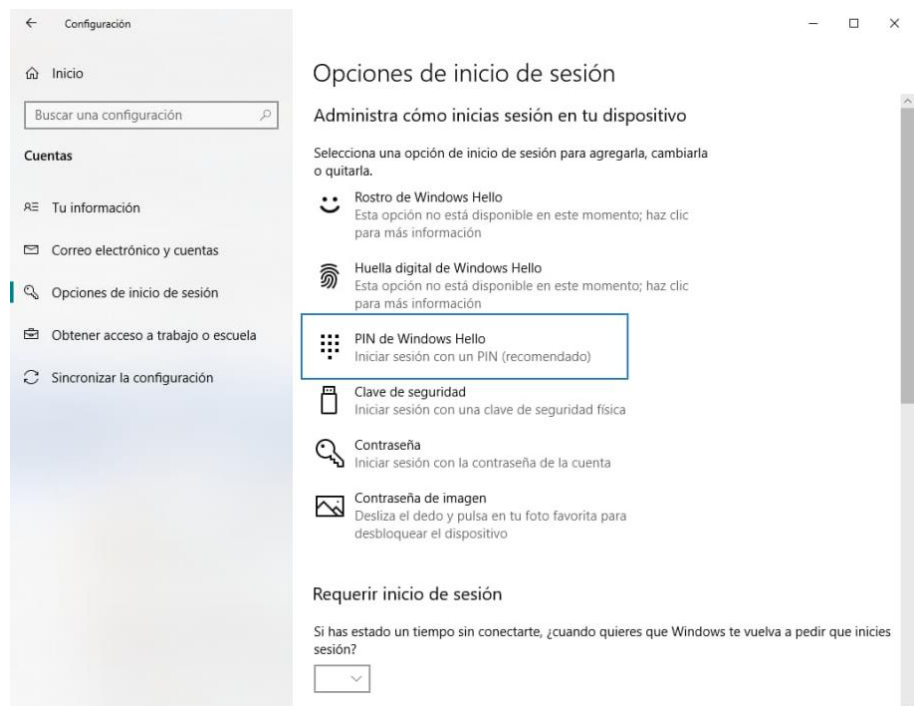 Configuración
Inicio
Buscar una configuración
Cuentas
Tu información
Correo electrónico y cuentas
Opciones de inicio de sesión
Obtener acceso a trabajo o escuela
Sincronizar la configuración
Opciones de inicio de sesión
Administra cómo inicias sesión en tu dispositivo
Selecciona una opción de inicio de sesión para agregarla, cambiarla
o quitarla.
Rostro de Windows Hello
Esta opción no está disponible en este momento; haz clic
para más información
Huella digital de Windows Hello
Esta opción no está disponible en este momento; haz clic
para más información
PIN de Windows Hello
Iniciar sesión con un PIN (recomendado)
Clave de seguridad
Iniciar sesión con una clave de seguridad física
Contraseña
Iniciar sesión con la contraseña de la cuenta
Contraseña de imagen
Desliza el dedo y pulsa en tu foto favorita para
desbloquear el dispositivo
Requerir inicio de sesión
Si has estado un tiempo sin conectarte, ¿cuando quieres que Windows te vuelva a pedir que inicies
sesión?